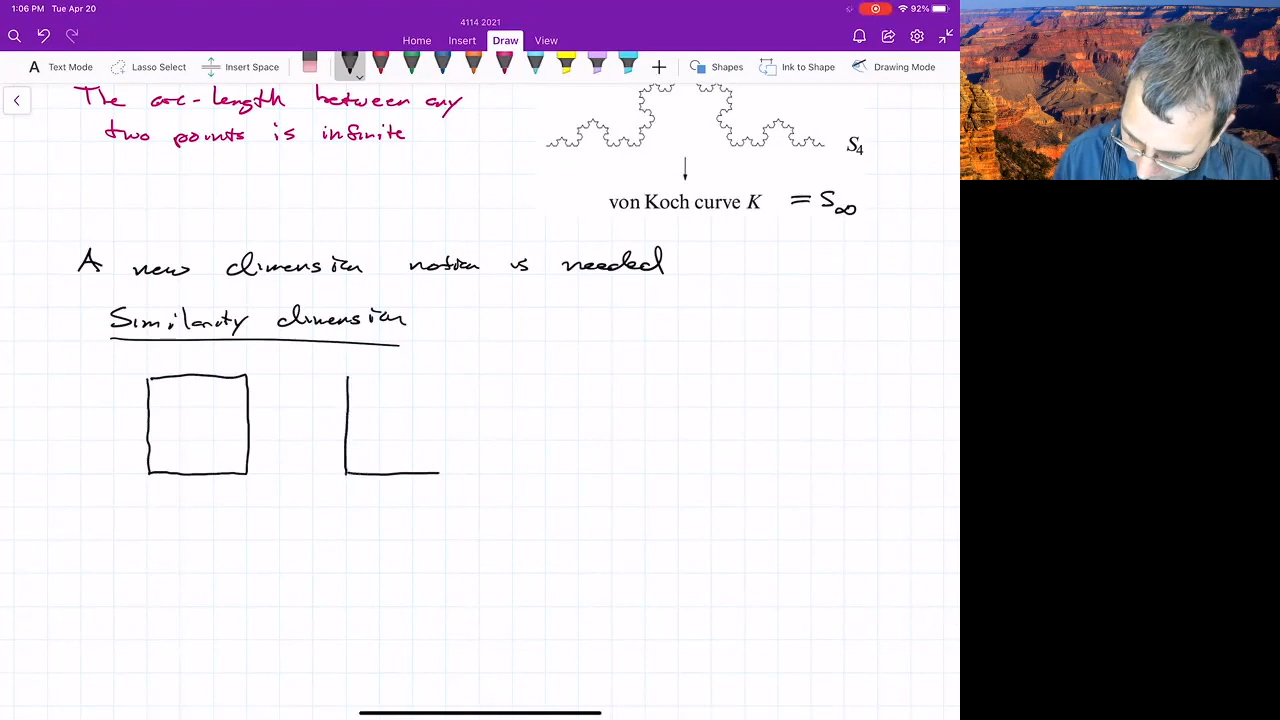 1:06 PM Tue Apr 20
92%
4114 2021
Home Insert Draw View
Text Mode Lasso Select Insert Space Shapes Ink to Shape Drawing Mode
The arc-length between any
two points is infinite
S4
von Koch curve K = S∞
A new dimension notion is needed
Similarity dimension